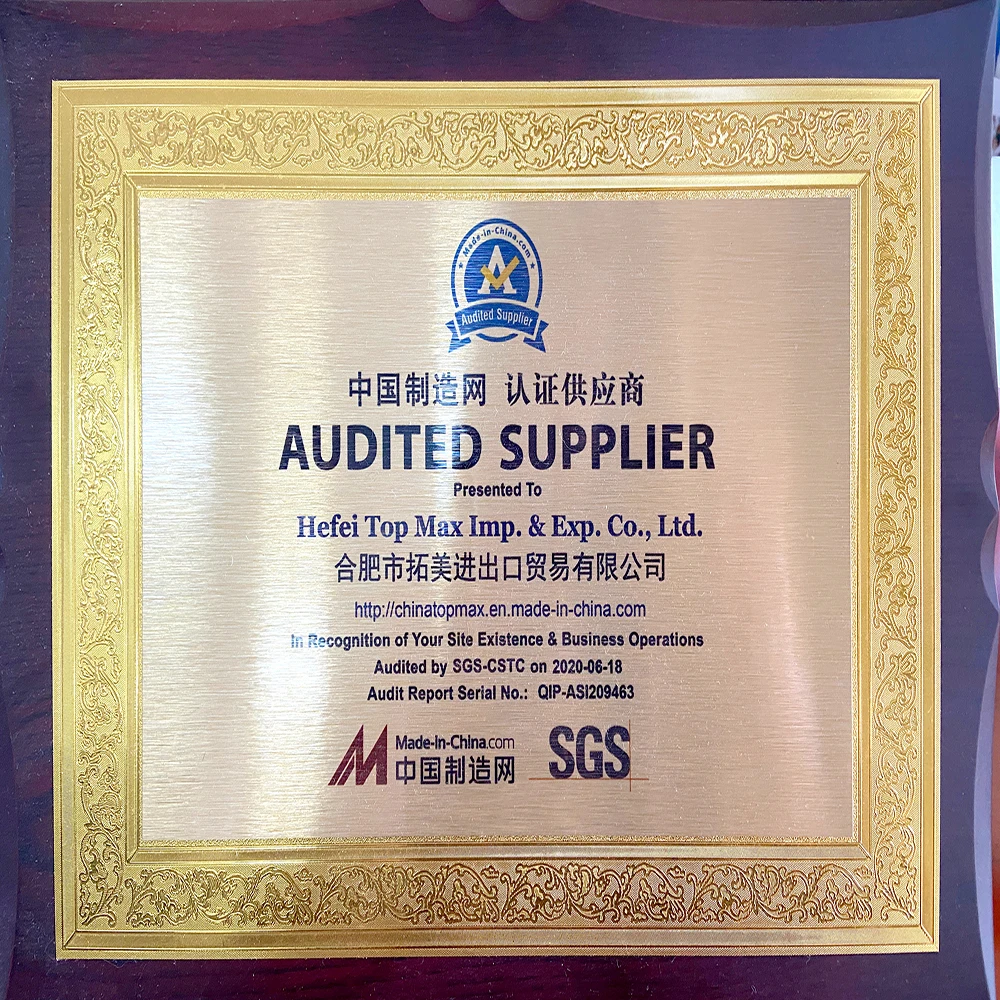 Made-in-China.com
A
Audited Supplier
中国制造网 认证供应商
AUDITED SUPPLIER
Presented To
Hefei Top Max Imp. & Exp. Co., Ltd.
合肥市拓美进出口贸易有限公司
http://chinatopmax.en.made-in-china.com
In Recognition of Your Site Existence & Business Operations
Audited by SGS-CSTC on 2020-06-18
Audit Report Serial No.: QIP-ASI209463
Made-in-China.com
中国制造网
SGS